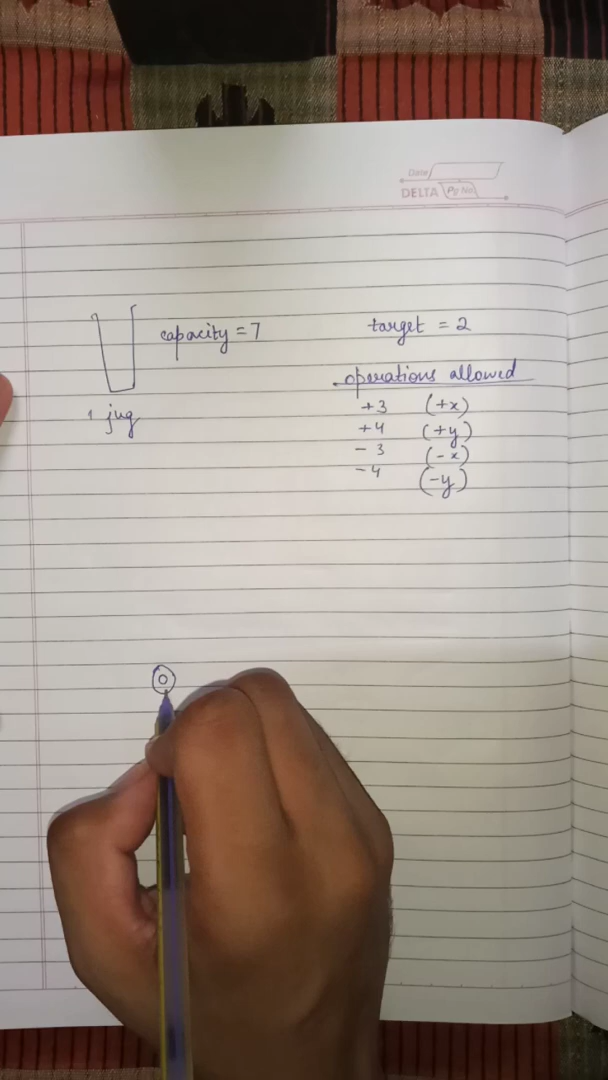 Date
DELTA Pg No.
capacity = 7
target = 2
1 jug
operations allowed
+3 (+x)
+4 (+y)
-3 (-x)
-4 (-y)
0